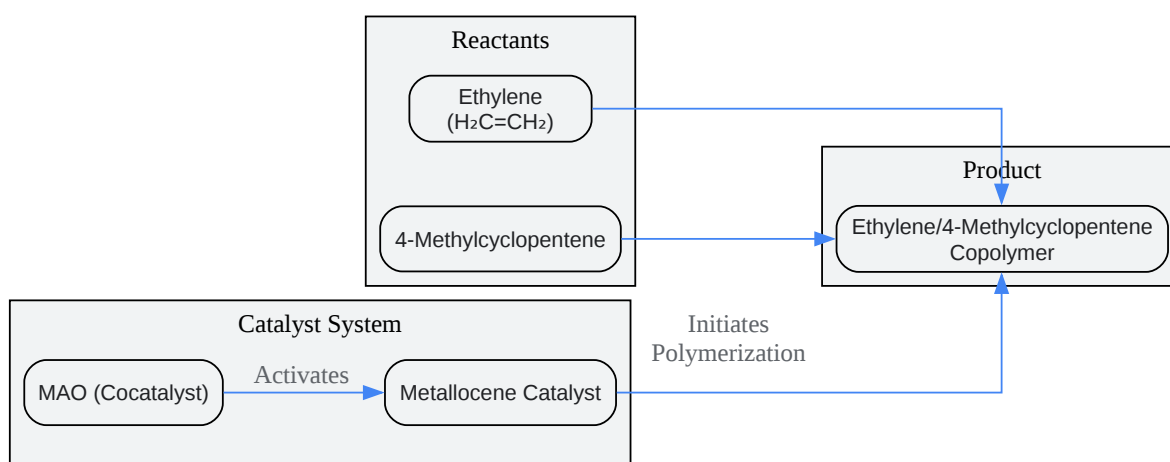 Reactants
Ethylene
(H₂C=CH₂)
4-Methylcyclopentene
Product
Ethylene/4-Methylcyclopentene
Copolymer
Catalyst System
MAO (Cocatalyst)
Activates
Metallocene Catalyst
Initiates
Polymerization